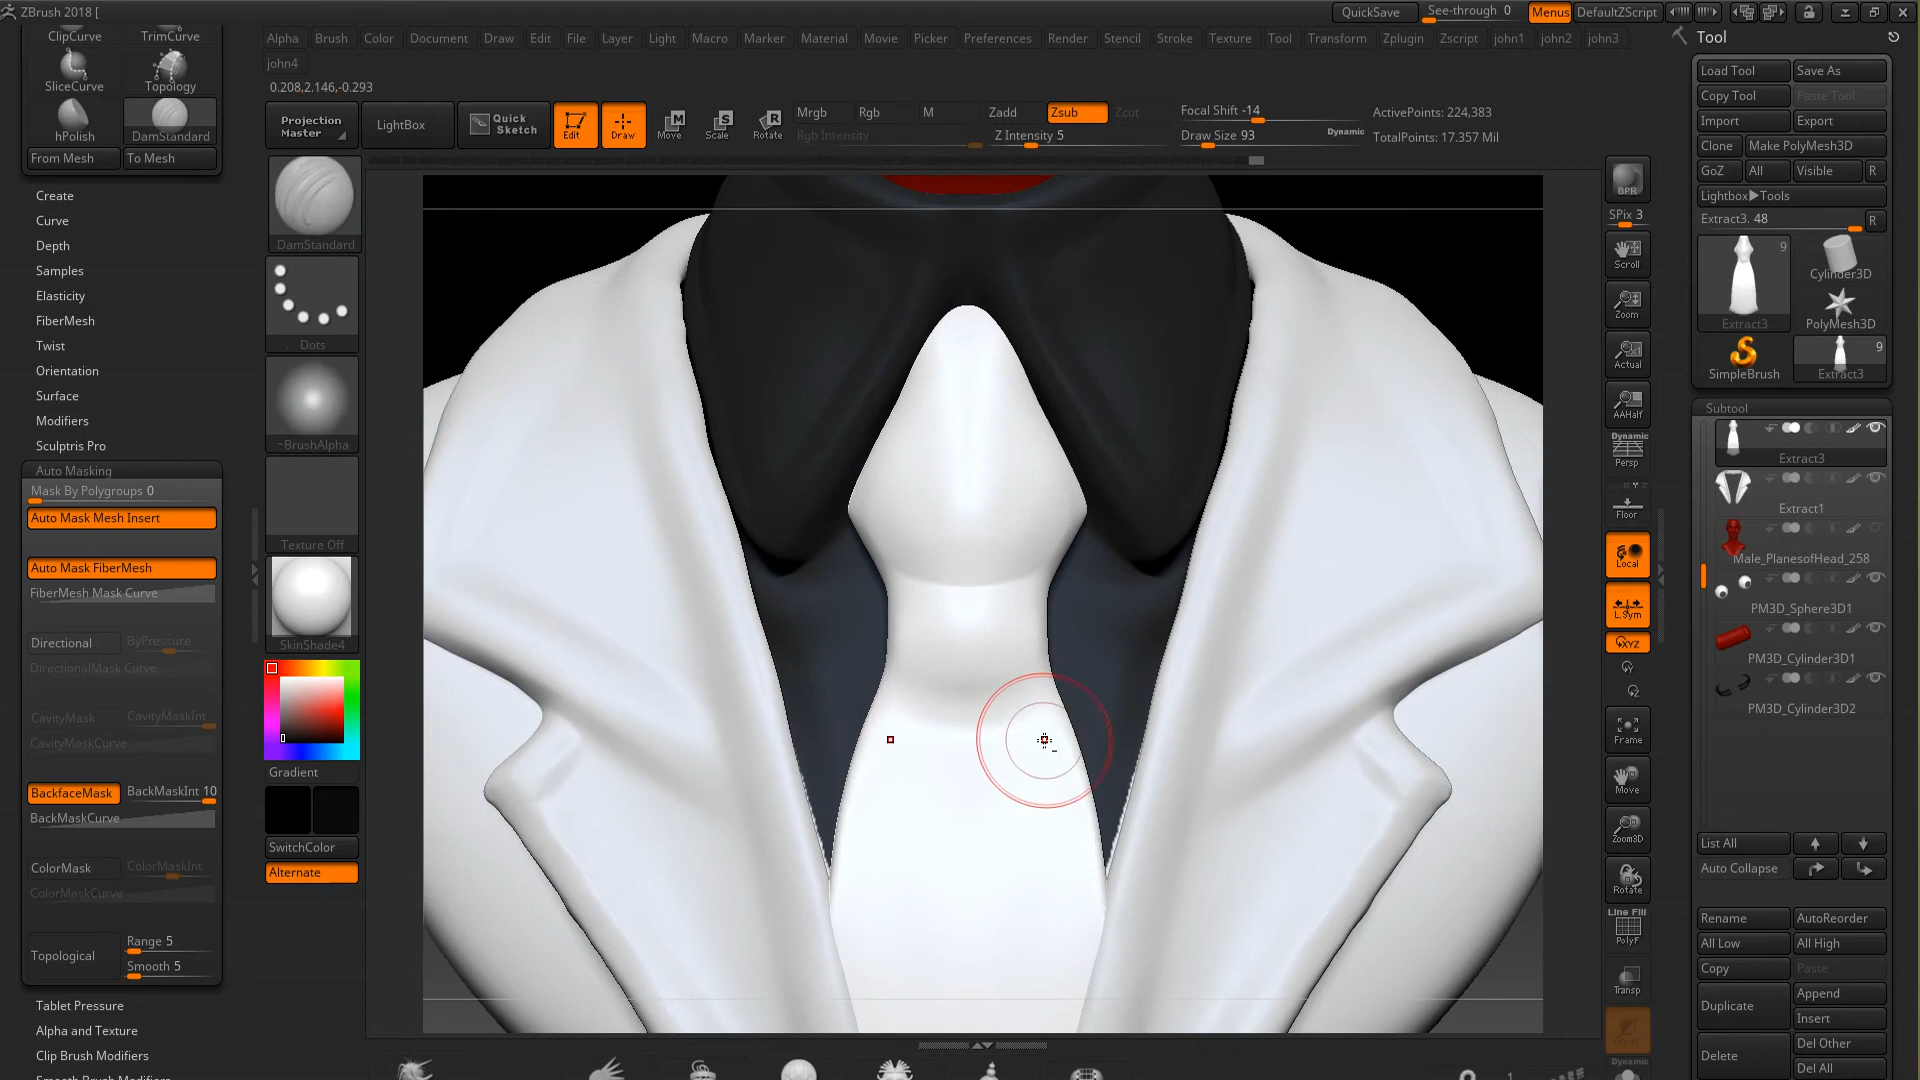 ZBrush 2018 [
QuickSave
See-through 0
Menus
DefaultZScript
ClipCurve
TrimCurve
SliceCurve
Topology
hPolish
DamStandard
From Mesh
To Mesh
Create
Curve
Depth
Samples
Elasticity
FiberMesh
Twist
Orientation
Surface
Modifiers
Sculptris Pro
Auto Masking
Mask By Polygroups 0
Auto Mask Mesh Insert
Auto Mask FiberMesh
FiberMesh Mask Curve
Directional
ByPressure
DirectionalMask Curve
CavityMask
CavityMaskInt
CavityMaskCurve
BackfaceMask
BackMaskInt 10
BackMaskCurve
ColorMask
ColorMaskInt
ColorMaskCurve
Topological
Range 5
Smooth 5
Tablet Pressure
Alpha and Texture
Clip Brush Modifiers
Smooth Brush Modifiers
Alpha Brush Color Document Draw Edit File Layer Light Macro Marker Material Movie Picker Preferences Render Stencil Stroke Texture Tool Transform Zplugin Zscript john1 john2 john3
john4
0.208,2.146,-0.293
Projection
Master
LightBox
Quick
Sketch
Edit
Draw
Move
Scale
Rotate
Mrgb
Rgb
M
Rgb Intensity
Zadd
Zsub
Zcut
Z Intensity 5
Focal Shift -14
Draw Size 93
Dynamic
ActivePoints: 224,383
TotalPoints: 17.357 Mil
DamStandard
. Dots
~BrushAlpha
Texture Off
SkinShade4
Gradient
SwitchColor
Alternate
BPR
SPix 3
Scroll
Zoom
Actual
AAHalf
Dynamic
Persp
Floor
Local
L.Sym
XYZ
Frame
Move
Zoom3D
Rotate
Line Fill
PolyF
Transp
Ghost
Dynamic
Tool
Load Tool
Save As
Copy Tool
Paste Tool
Import
Export
Clone
Make PolyMesh3D
GoZ
All
Visible
R
Lightbox▶Tools
Extract3. 48
R
9
Extract3
Cylinder3D
PolyMesh3D
SimpleBrush
9
Extract3
Subtool
Extract3
Extract1
Male_PlanesofHead_258
PM3D_Sphere3D1
PM3D_Cylinder3D1
PM3D_Cylinder3D2
List All
Auto Collapse
Rename
AutoReorder
All Low
All High
Copy
Paste
Duplicate
Append
Insert
Delete
Del Other
Del All